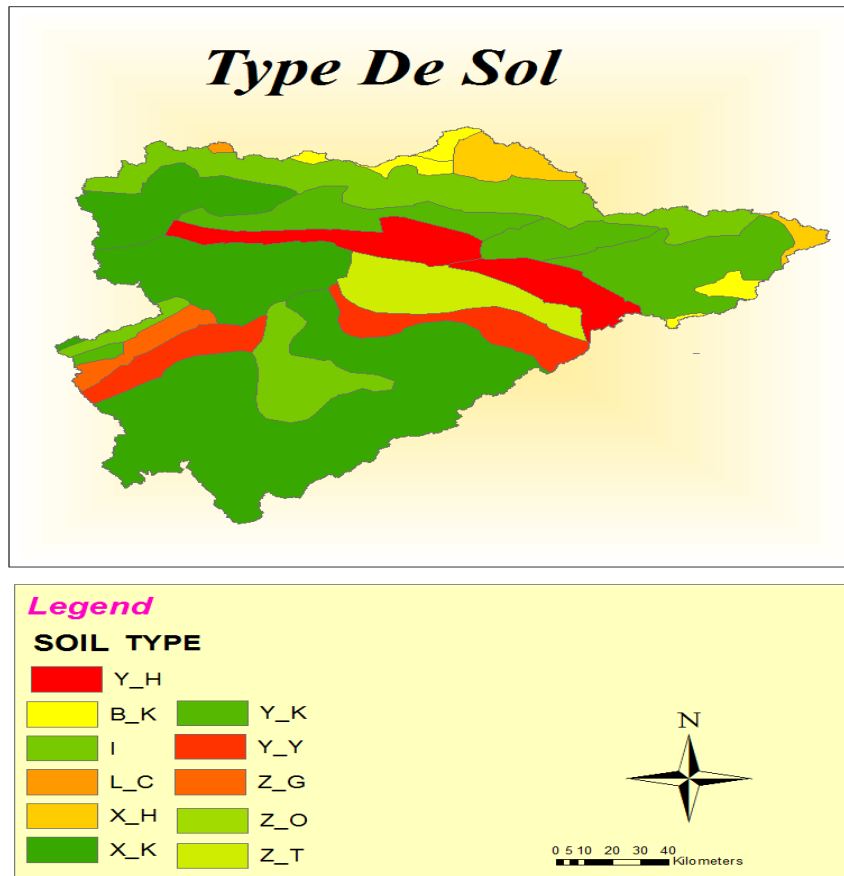 Type De Sol
Legend
SOIL TYPE
Y_H
B_K
I
L_C
X_H
X_K
Y_K
Y_Y
Z_G
Z_O
Z_T
N
0 5 10 20 30 40
Kilometers